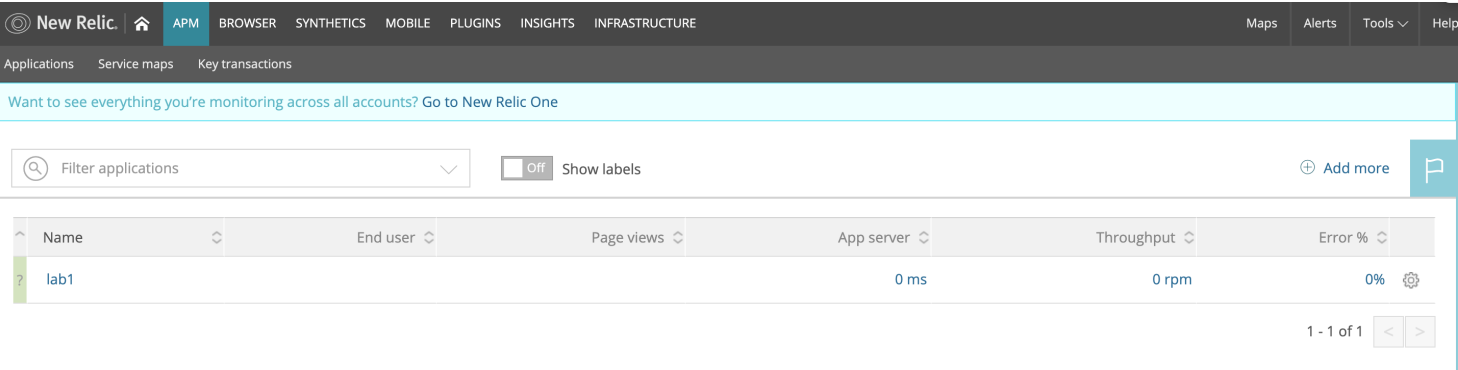 New Relic. APM BROWSER SYNTHETICS MOBILE PLUGINS INSIGHTS INFRASTRUCTURE Maps Alerts Tools Help
Applications Service maps Key transactions
Want to see everything you're monitoring across all accounts? Go to New Relic One
Filter applications Off Show labels Add more
Name End user Page views App server Throughput Error %
? lab1 0 ms 0 rpm 0%
1 - 1 of 1 < >